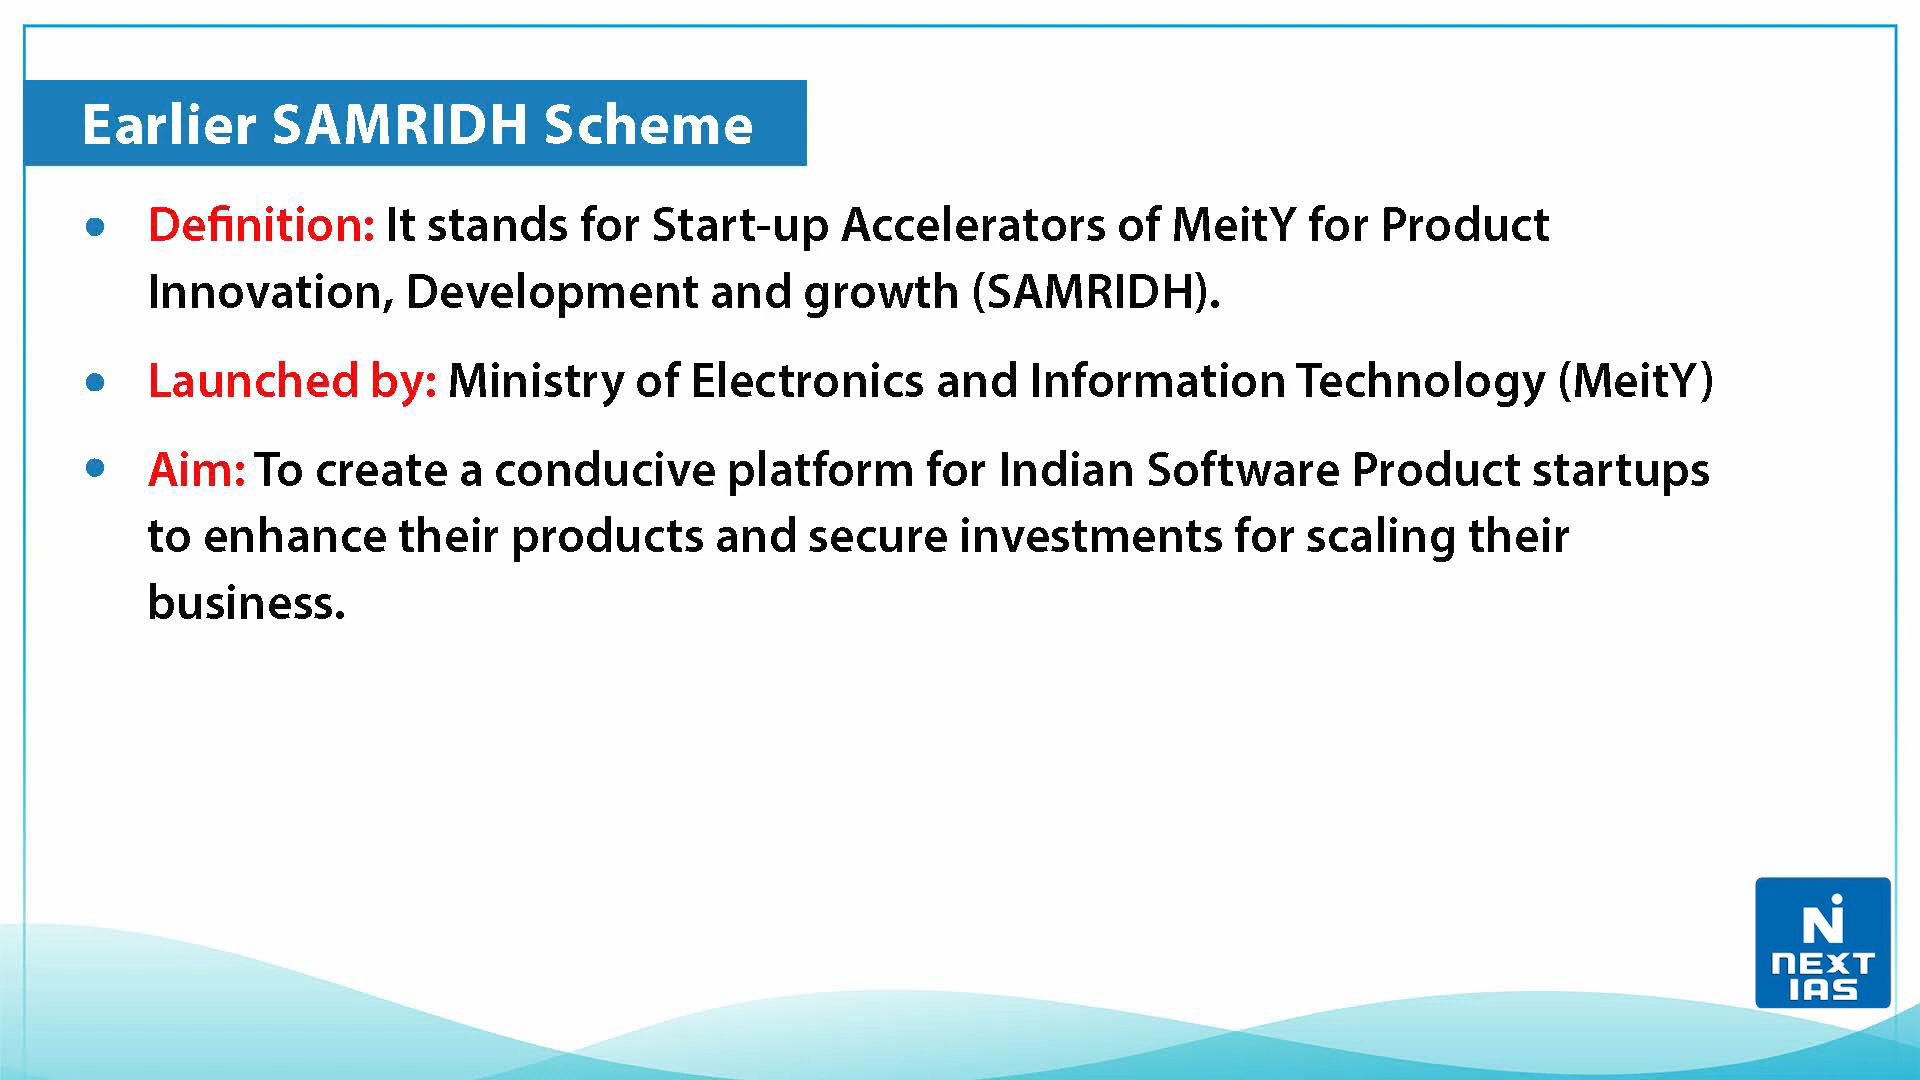 Earlier SAMRIDH Scheme
• Definition: It stands for Start-up Accelerators of MeitY for Product
Innovation, Development and growth (SAMRIDH).
• Launched by: Ministry of Electronics and Information Technology (MeitY)
• Aim: To create a conducive platform for Indian Software Product startups
to enhance their products and secure investments for scaling their
business.
N
NEXT
IAS